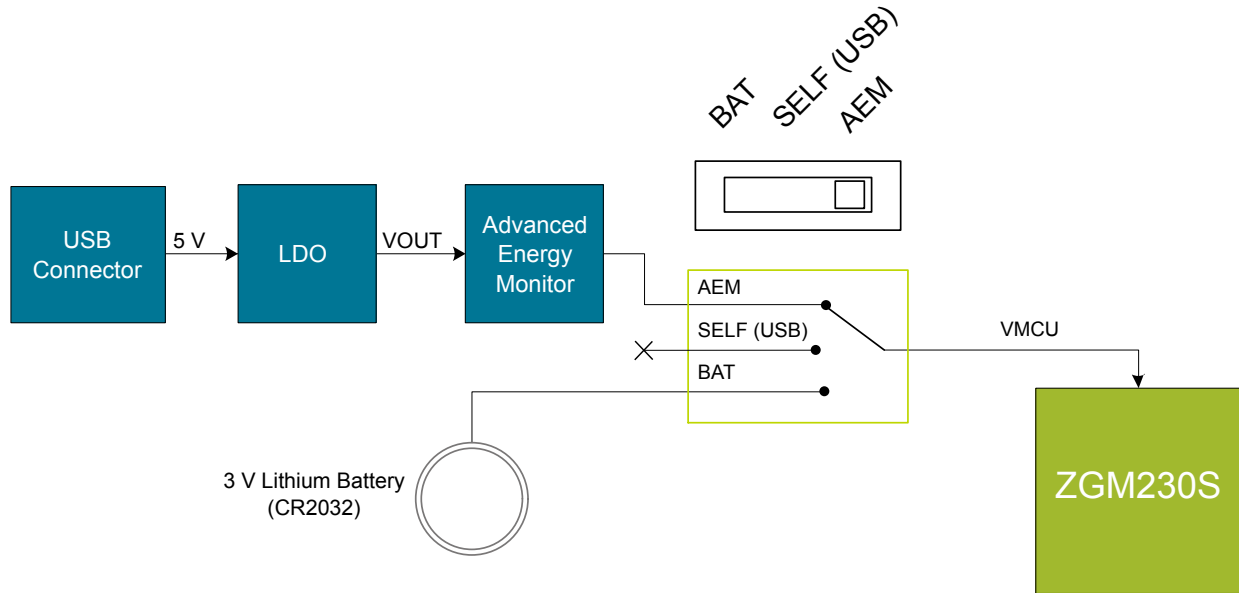 BAT
SELF (USB)
AEM
USB
Connector
5 V
LDO
VOUT
Advanced
Energy
Monitor
AEM
SELF (USB)
BAT
VMCU
3 V Lithium Battery
(CR2032)
ZGM230S